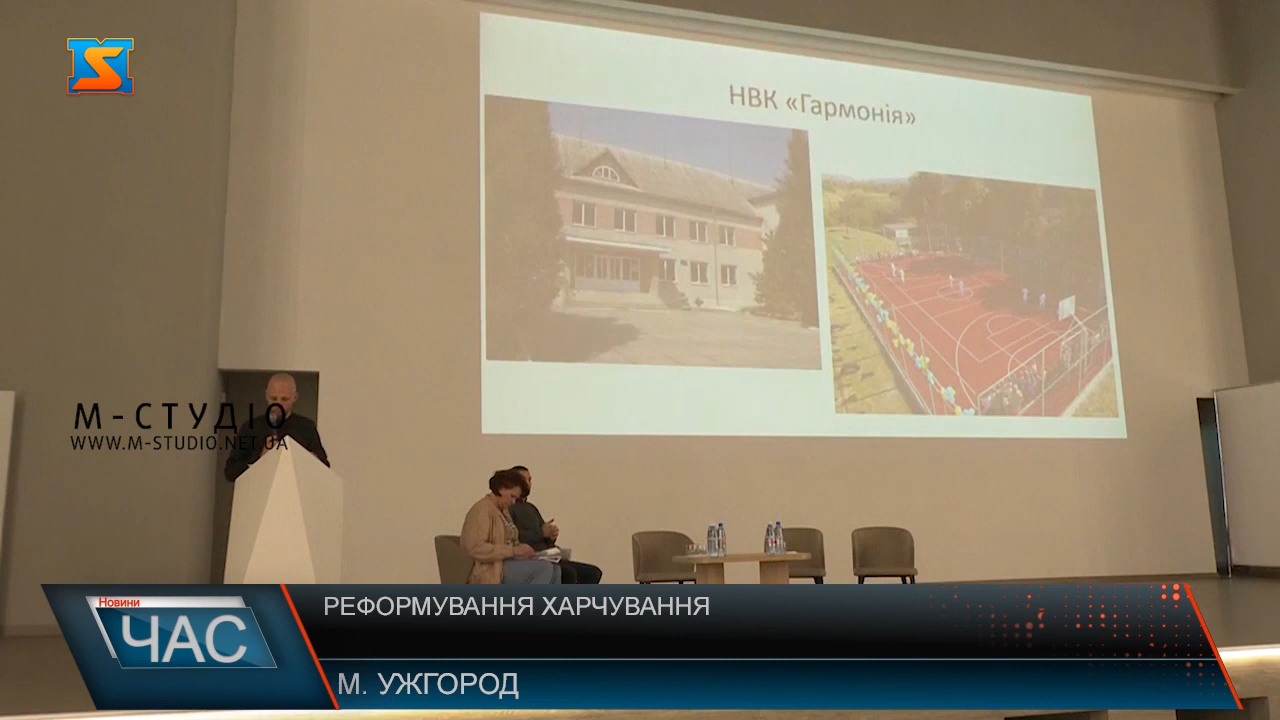 НВК «Гармонія»
М-СТУДІО
WWW.M-STUDIO.NET.UA
Новини
ЧАС
РЕФОРМУВАННЯ ХАРЧУВАННЯ
М. УЖГОРОД